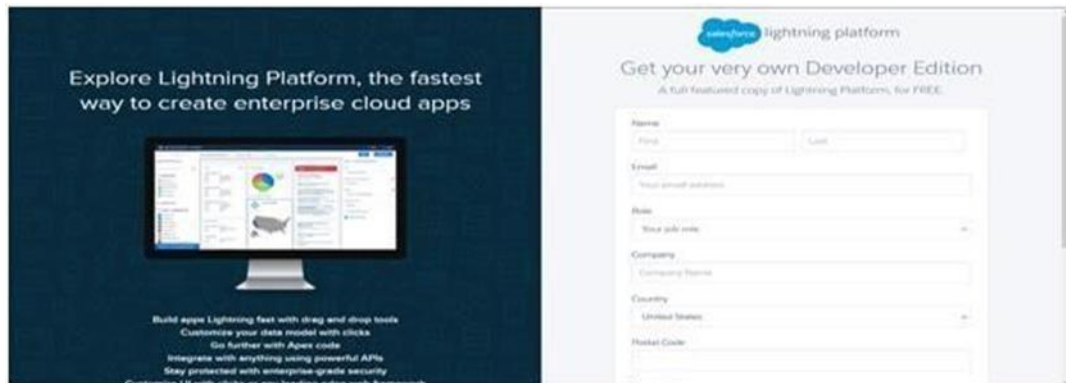 Explore Lightning Platform, the fastest
way to create enterprise cloud apps
Build apps Lightning fast with drag and drop tools
Customize your data model with clicks
Go further with Apex code
Integrate with anything using powerful APIs
Stay protected with enterprise-grade security
Customize UI with
salesforce lightning platform
Get your very own Developer Edition
A full featured copy of Lightning Platform, for FREE.
Name
First
Last
Email
Your email address
Role
Your job role
Company
Company Name
Country
United States
Postal Code